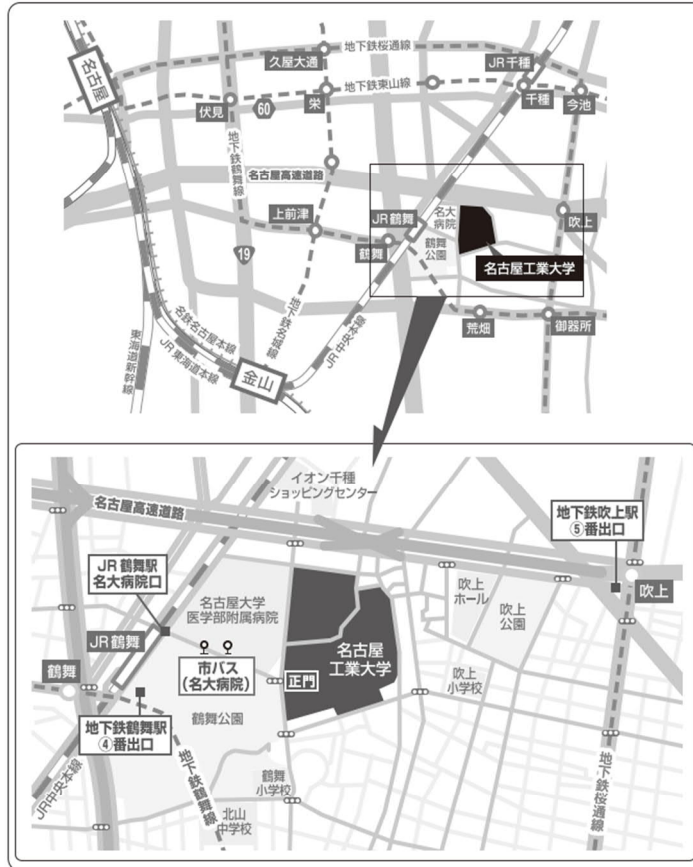 名古屋
久屋大通
地下鉄桜通線
JR千種
伏見
60
栄
地下鉄東山線
千種
今池
地下鉄鶴舞線
名古屋高速道路
上前津
JR鶴舞
名大
病院
吹上
鶴舞
鶴舞
公園
名古屋工業大学
19
荒畑
御器所
名鉄名古屋本線
JR東海道本線
地下鉄名城線
JR中央本線
東海道新幹線
金山
イオン千種
ショッピングセンター
名古屋高速道路
地下鉄吹上駅
⑤番出口
JR鶴舞駅
名大病院口
名古屋大学
医学部附属病院
吹上
ホール
吹上
公園
吹上
JR鶴舞
市バス
(名大病院)
名古屋
工業大学
正門
吹上
小学校
鶴舞
地下鉄鶴舞駅
④番出口
鶴舞公園
鶴舞
小学校
北山
中学校
JR中央本線
地下鉄鶴舞線
地下鉄桜通線